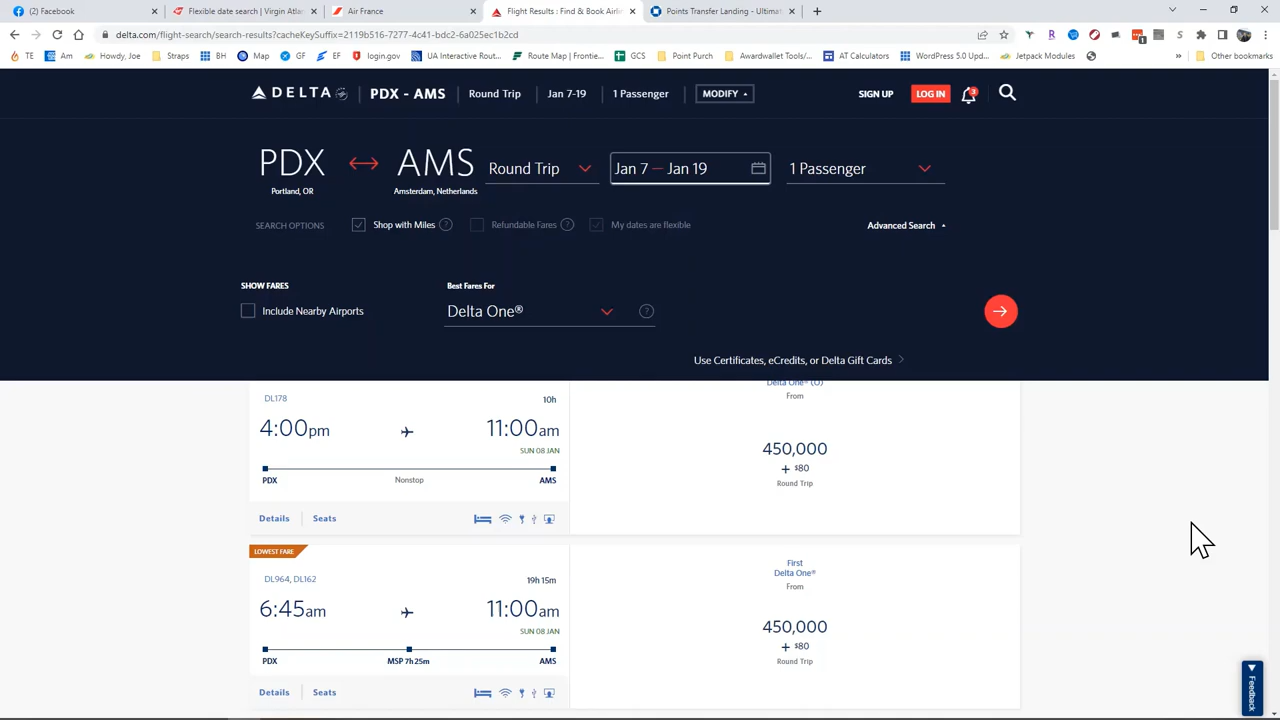 (2) Facebook
Flexible date search | Virgin Atla
Air France
Flight Results : Find & Book Airlin
Points Transfer Landing - Ultimat
delta.com/flight-search/search-results?cacheKeySuffix=2119b516-7277-4c41-b2c1-6a025ec1b2cd
TE
Howdy, Joe
Straps
BH
Map
GF
EF
login.gov
UA Interactive Rout...
Route Map | Frontie...
GCS
Point Purch
Awardwallet Tools/...
AT Calculators
WordPress 5.0 Upd...
Jetpack Modules
Other bookmarks
DELTA
PDX - AMS
Round Trip
Jan 7-19
1 Passenger
MODIFY
SIGN UP
LOG IN
3
PDX
AMS
Round Trip
Jan 7 — Jan 19
1 Passenger
Portland, OR
Amsterdam, Netherlands
SEARCH OPTIONS
Shop with Miles ?
Refundable Fares ?
My dates are flexible
Advanced Search
SHOW FARES
Best Fares For
Include Nearby Airports
Delta One®
?
Use Certificates, eCredits, or Delta Gift Cards
Delta One® (O)
DL178
10h
From
4:00pm
11:00am
450,000
SUN 08 JAN
+ $80
PDX
Nonstop
AMS
Round Trip
Details
Seats
LOWEST FARE
First
Delta One®
DL964, DL162
19h 15m
From
6:45am
11:00am
450,000
SUN 08 JAN
+ $80
PDX
MSP 7h 25m
AMS
Round Trip
Details
Seats
Feedback